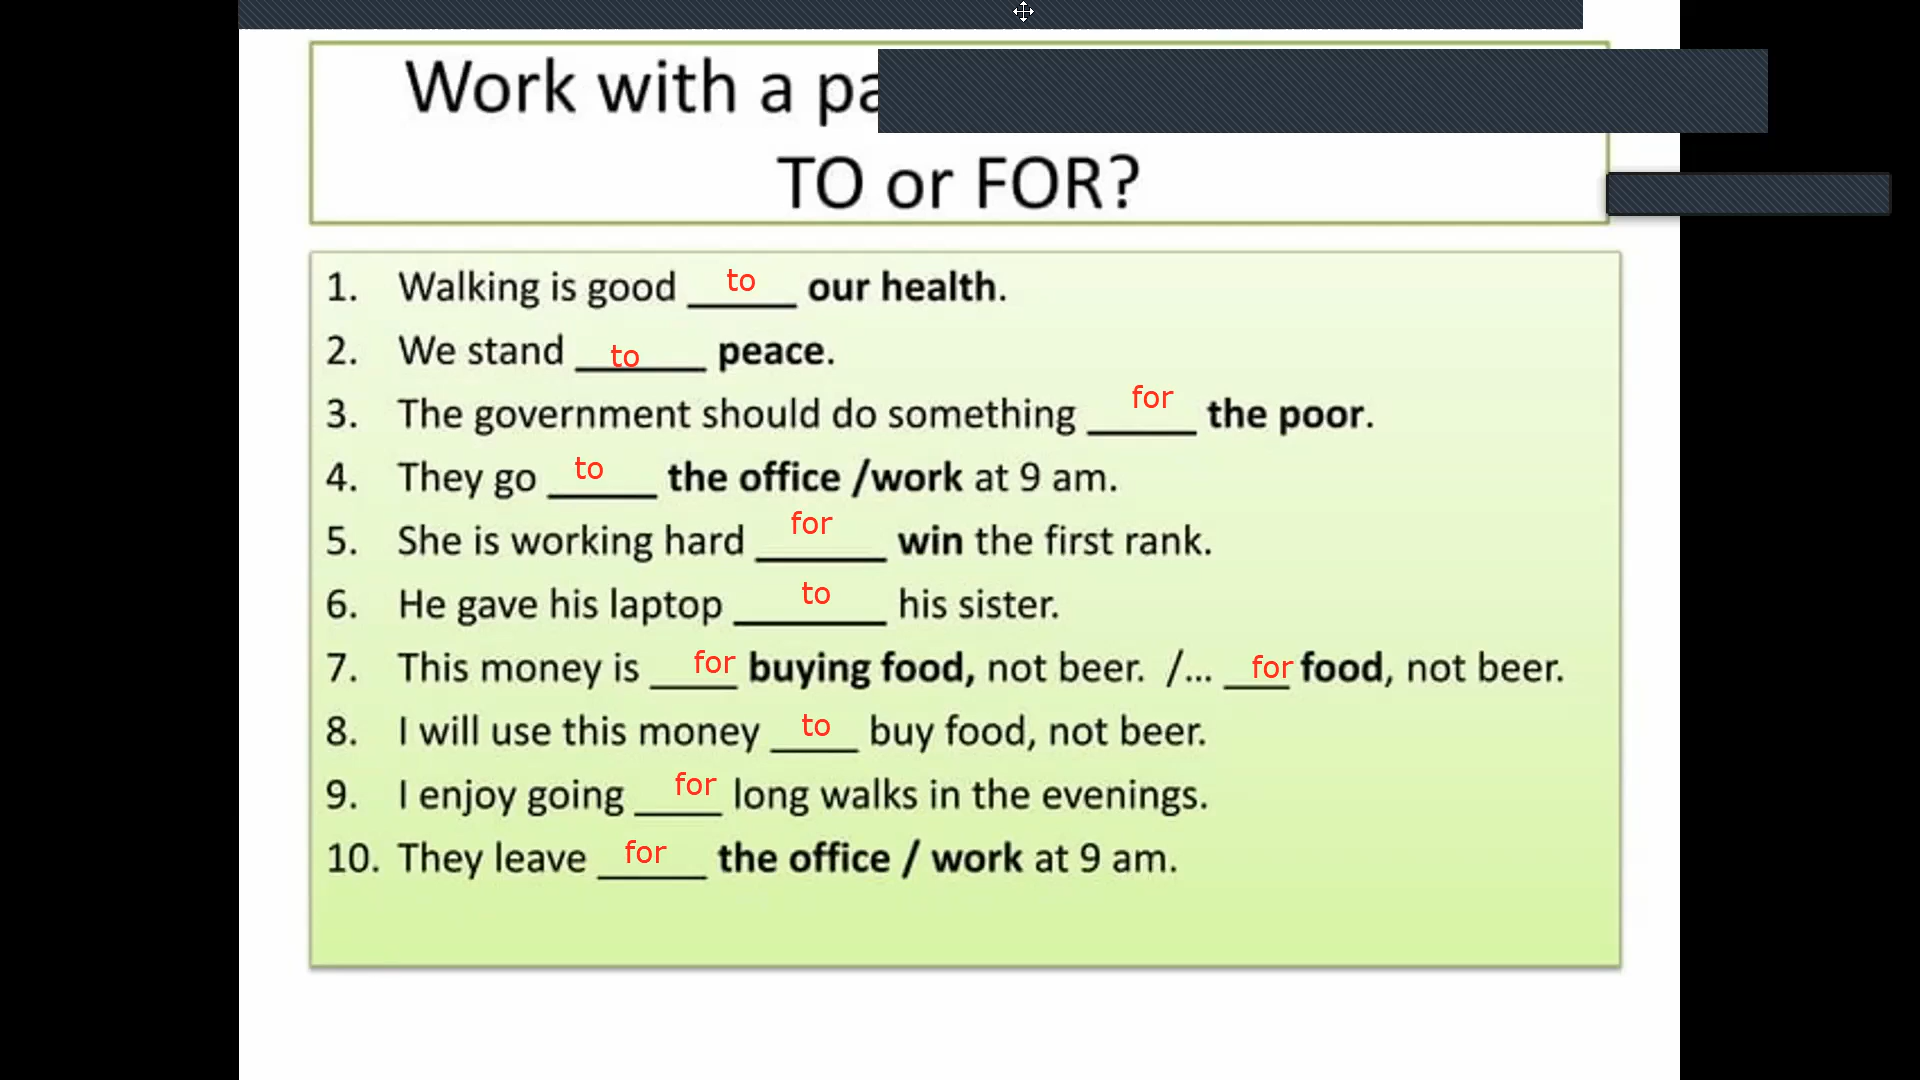 Work with a
TO or FOR?
1. Walking is good to our health.
2. We stand to peace.
3. The government should do something for the poor.
4. They go to the office /work at 9 am.
5. She is working hard for win the first rank.
6. He gave his laptop to his sister.
7. This money is for buying food, not beer. /... for food, not beer.
8. I will use this money to buy food, not beer.
9. I enjoy going for long walks in the evenings.
10. They leave for the office / work at 9 am.